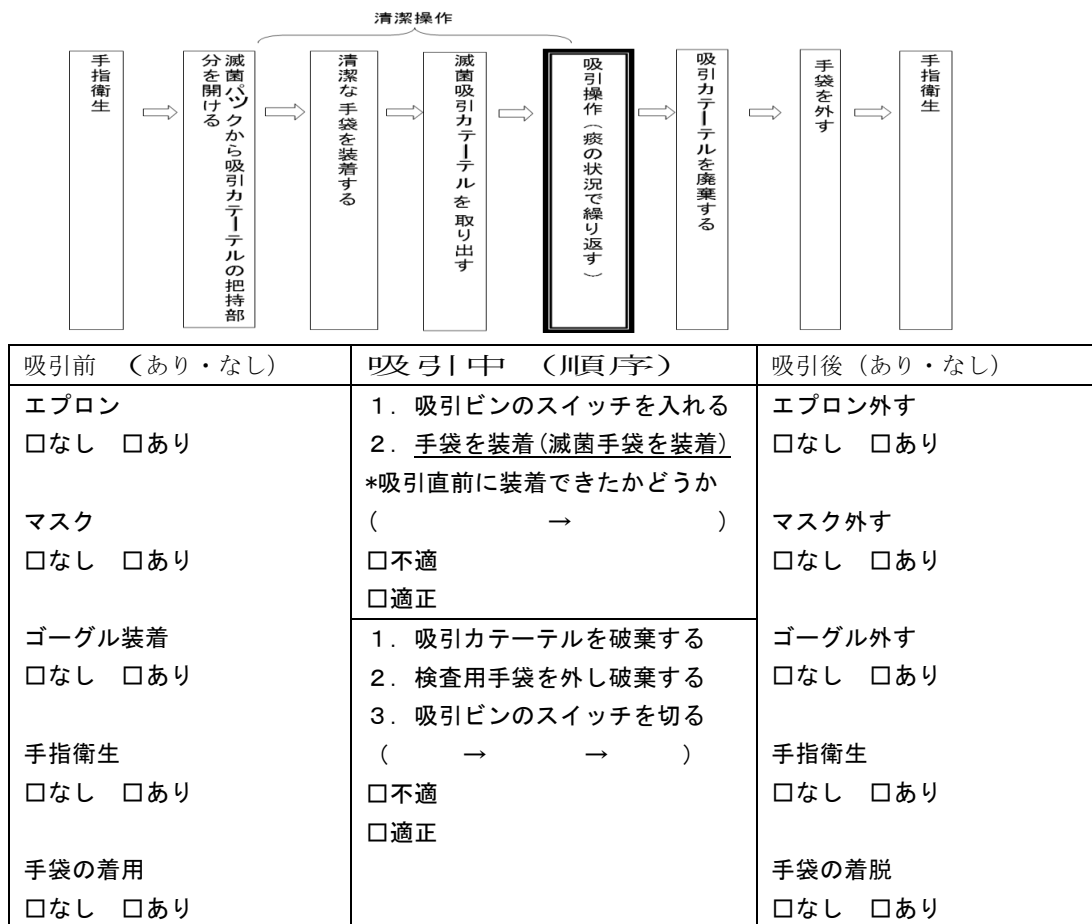 清潔操作
手指衛生
滅菌パックから吸引カテーテルの把持部
分を開ける
清潔な手袋を装着する
滅菌吸引カテーテルを取り出す
吸引操作（痰の状況で繰り返す）
吸引カテーテルを廃棄する
手袋を外す
手指衛生
吸引前　（あり・なし）
エプロン
□なし　□あり
マスク
□なし　□あり
ゴーグル装着
□なし　□あり
手指衛生
□なし　□あり
手袋の着用
□なし　□あり
吸引中　（順序）
１．吸引ビンのスイッチを入れる
２．手袋を装着(滅菌手袋を装着)
*吸引直前に装着できたかどうか
（　　　　→　　　　）
□不適
□適正
１．吸引カテーテルを破棄する
２．検査用手袋を外し破棄する
３．吸引ビンのスイッチを切る
（　　→　　　→　　）
□不適
□適正
吸引後（あり・なし）
エプロン外す
□なし　□あり
マスク外す
□なし　□あり
ゴーグル外す
□なし　□あり
手指衛生
□なし　□あり
手袋の着脱
□なし　□あり